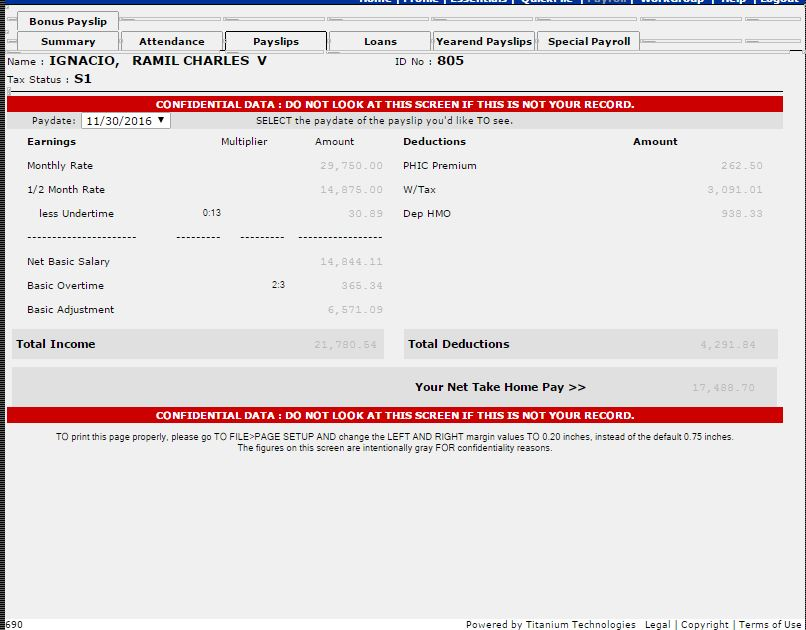 Home | Profile | Essentials | QuickFile | Payroll | WorkGroup | Help | Logout
Bonus Payslip
Summary Attendance Payslips Loans Yearend Payslips Special Payroll
Name : IGNACIO, RAMIL CHARLES V ID No : 805
Tax Status : S1
CONFIDENTIAL DATA : DO NOT LOOK AT THIS SCREEN IF THIS IS NOT YOUR RECORD.
Paydate: 11/30/2016 ▼ SELECT the paydate of the payslip you'd like TO see.
Earnings Multiplier Amount Deductions Amount
Monthly Rate 29,750.00 PHIC Premium 262.50
1/2 Month Rate 14,875.00 W/Tax 3,091.01
less Undertime 0:13 30.89 Dep HMO 938.33
---------------------- --------- --------- -----------------
Net Basic Salary 14,844.11
Basic Overtime 2:3 365.34
Basic Adjustment 6,571.09
Total Income 21,780.54 Total Deductions 4,291.84
Your Net Take Home Pay >> 17,488.70
CONFIDENTIAL DATA : DO NOT LOOK AT THIS SCREEN IF THIS IS NOT YOUR RECORD.
TO print this page properly, please go TO FILE>PAGE SETUP AND change the LEFT AND RIGHT margin values TO 0.20 inches, instead of the default 0.75 inches.
The figures on this screen are intentionally gray FOR confidentiality reasons.
690 Powered by Titanium Technologies Legal | Copyright | Terms of Use